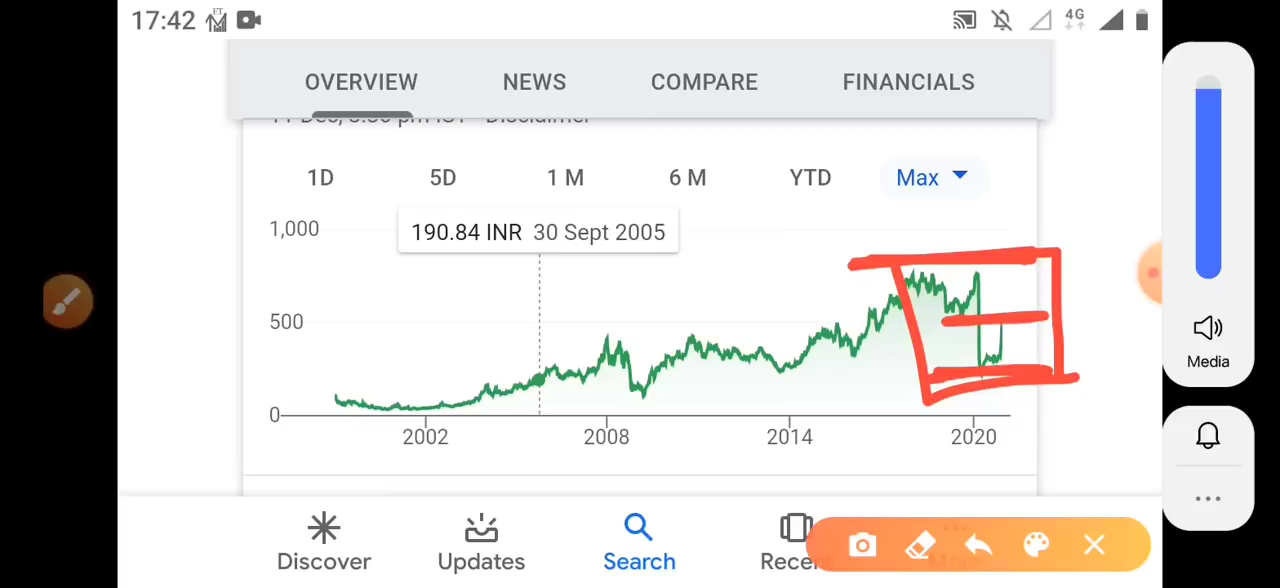 17:42
4G
OVERVIEW NEWS COMPARE FINANCIALS
1D 5D 1 M 6 M YTD Max
1,000
190.84 INR 30 Sept 2005
500
0
2002 2008 2014 2020
Media
Discover Updates Search